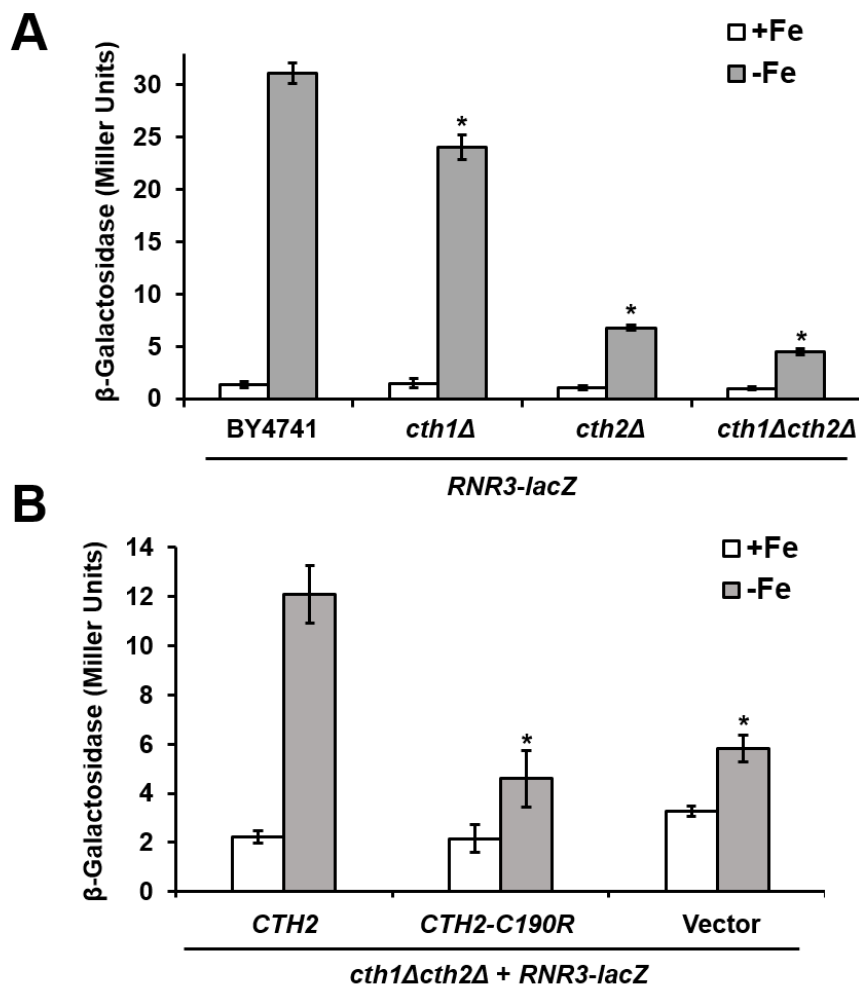 A
+Fe
-Fe
β-Galactosidase (Miller Units)
30
25
20
15
10
5
0
*
*
*
BY4741 cth1Δ cth2Δ cth1Δcth2Δ
RNR3-lacZ
B
+Fe
-Fe
β-Galactosidase (Miller Units)
14
12
10
8
6
4
2
0
*
*
CTH2 CTH2-C190R Vector
cth1Δcth2Δ + RNR3-lacZ